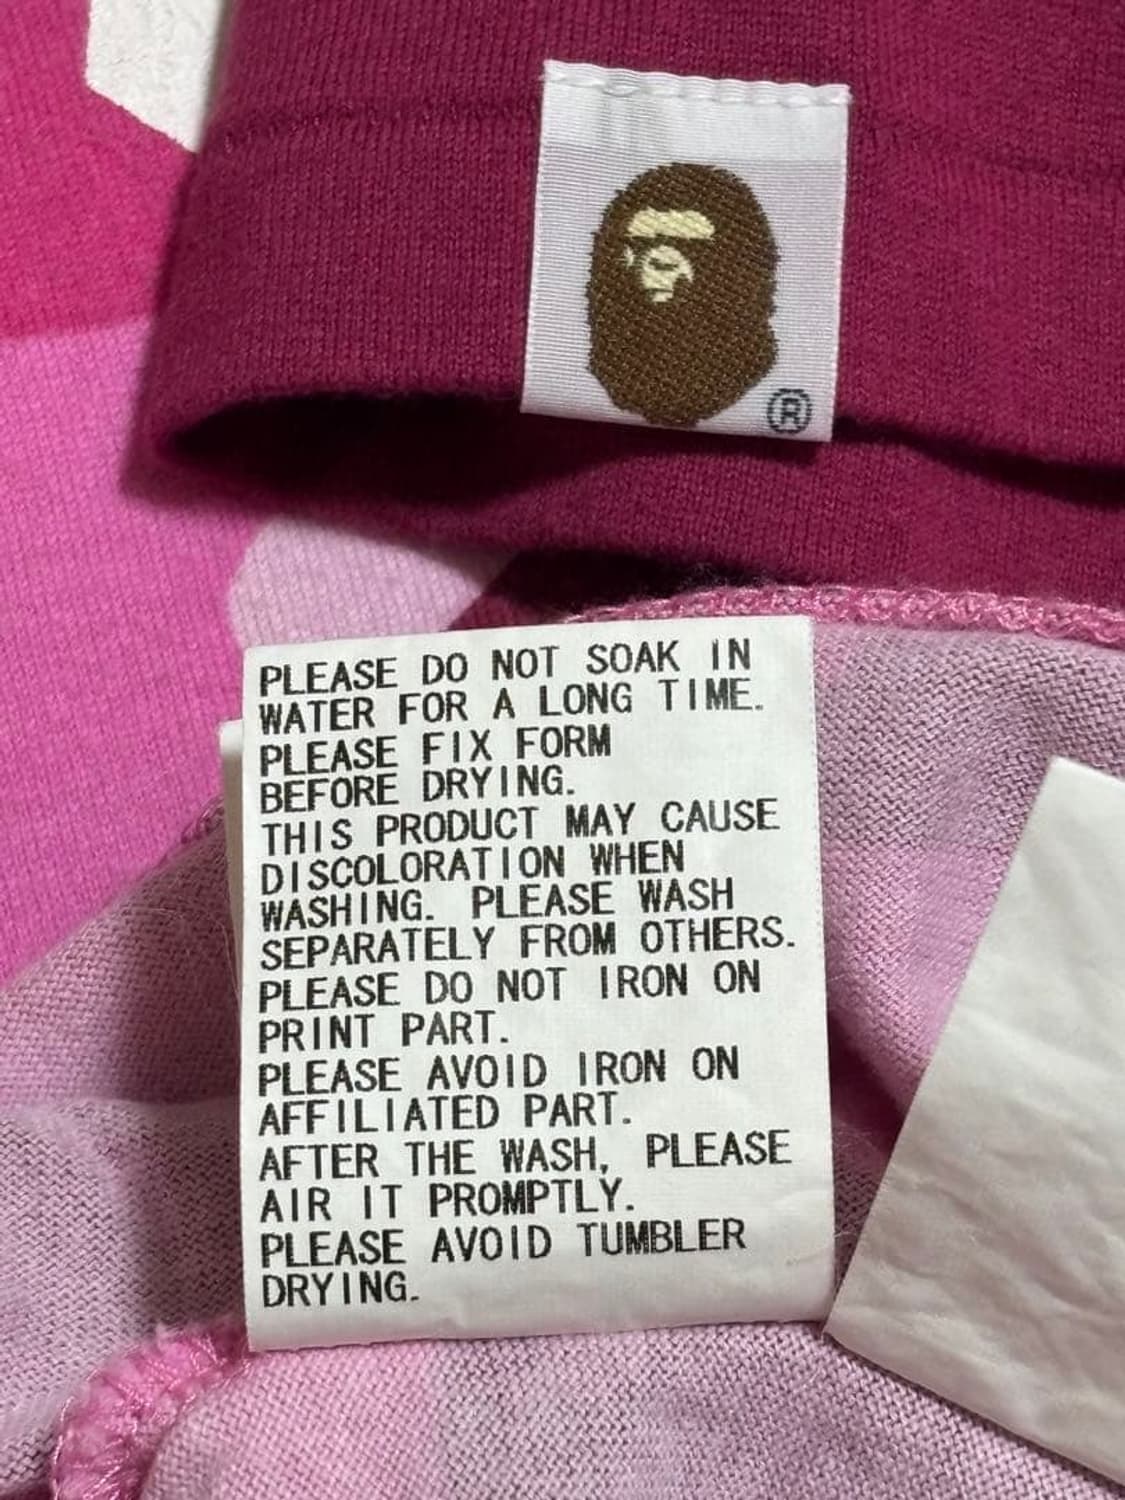 ®
PLEASE DO NOT SOAK IN
WATER FOR A LONG TIME.
PLEASE FIX FORM
BEFORE DRYING.
THIS PRODUCT MAY CAUSE
DISCOLORATION WHEN
WASHING. PLEASE WASH
SEPARATELY FROM OTHERS.
PLEASE DO NOT IRON ON
PRINT PART.
PLEASE AVOID IRON ON
AFFILIATED PART.
AFTER THE WASH, PLEASE
AIR IT PROMPTLY.
PLEASE AVOID TUMBLER
DRYING.